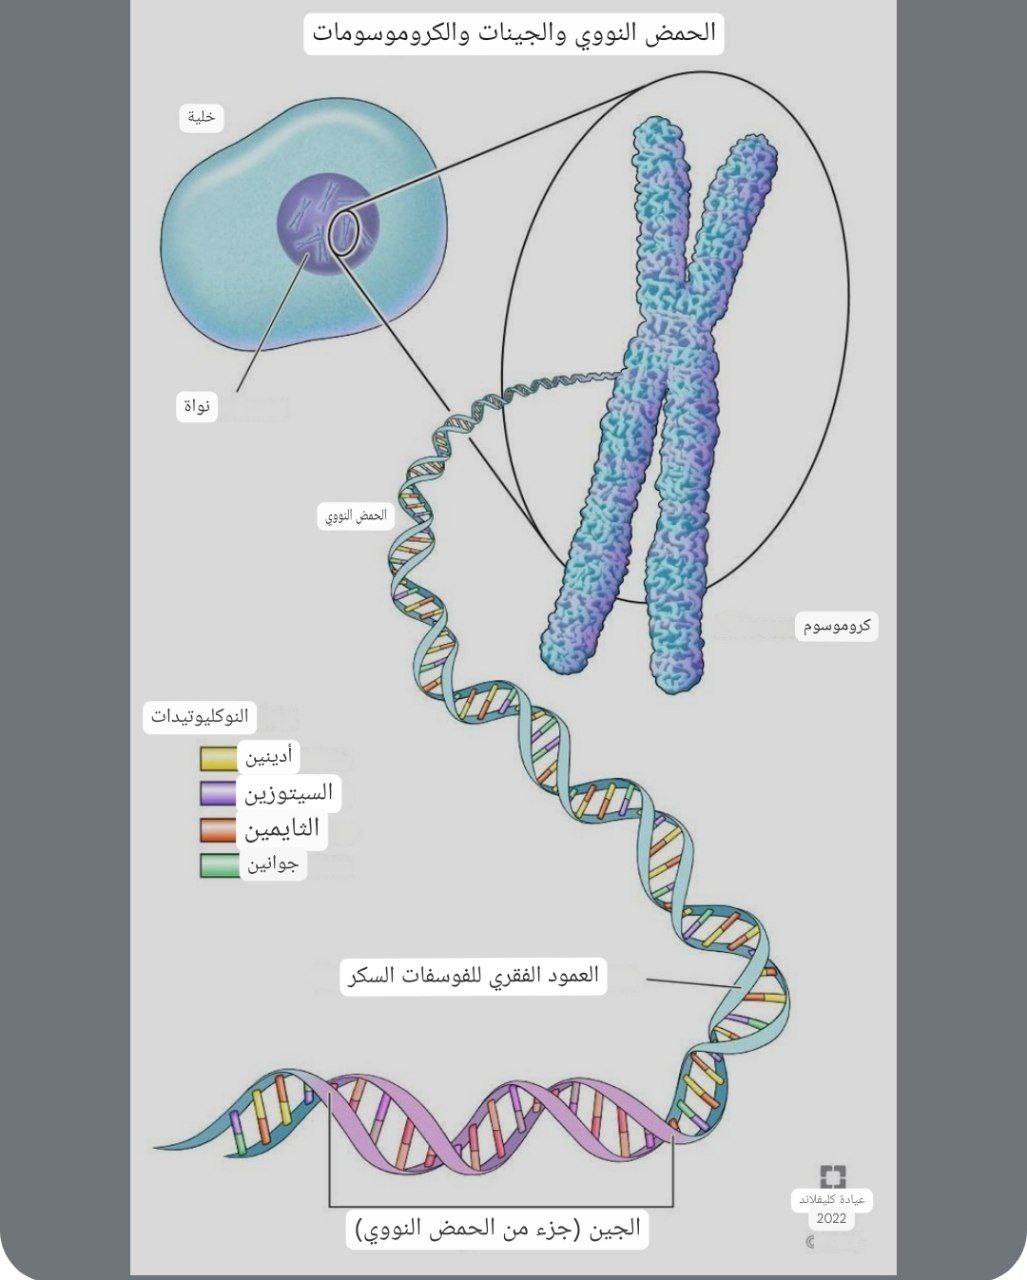 الحمض النووي والجينات والكروموسومات
خلية
نواة
الحمض النووي
كروموسوم
النوكليوتيدات
أدينين
السيتوزين
الثايمين
جوانين
العمود الفقري للفوسفات السكر
الجين (جزء من الحمض النووي)
عيادة كليفلاند
2022
©